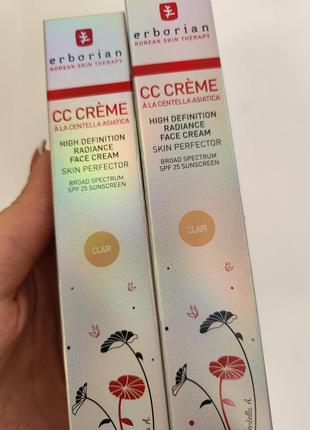 erborian
KOREAN SKIN THERAPY
CC CRÈME
À LA CENTELLA ASIATICA
HIGH DEFINITION
RADIANCE
FACE CREAM
SKIN PERFECTOR
BROAD SPECTRUM
SPF 25 SUNSCREEN
CLAIR
erborian
KOREAN SKIN THERAPY
CC CRÈME
À LA CENTELLA ASIATICA
HIGH DEFINITION
RADIANCE
FACE CREAM
SKIN PERFECTOR
BROAD SPECTRUM
SPF 25 SUNSCREEN
CLAIR